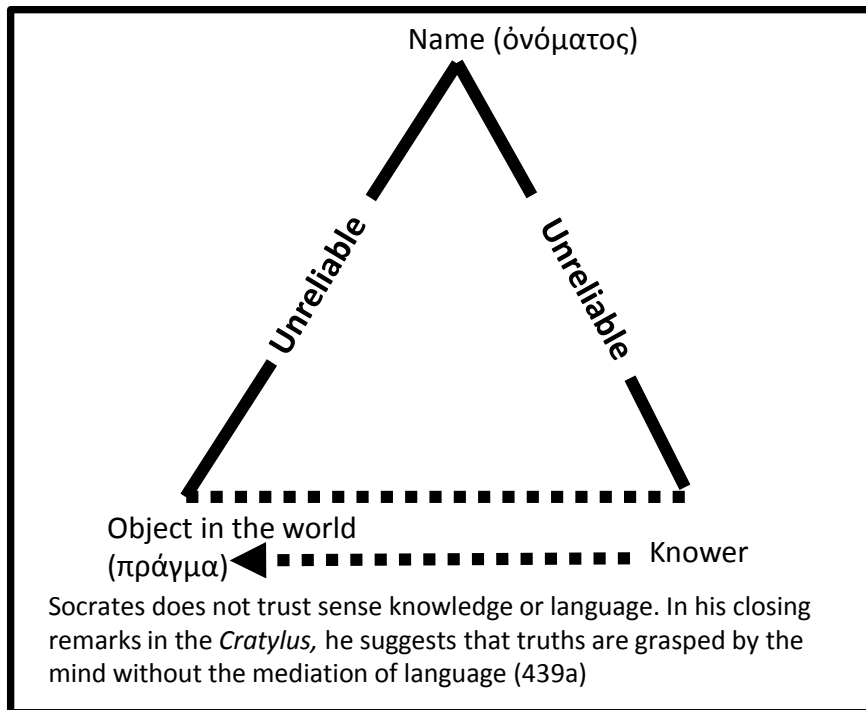 Name (ὀνόματος)
Unreliable
Unreliable
Object in the world
(πράγμα)
Knower
Socrates does not trust sense knowledge or language. In his closing
remarks in the Cratylus, he suggests that truths are grasped by the
mind without the mediation of language (439a)